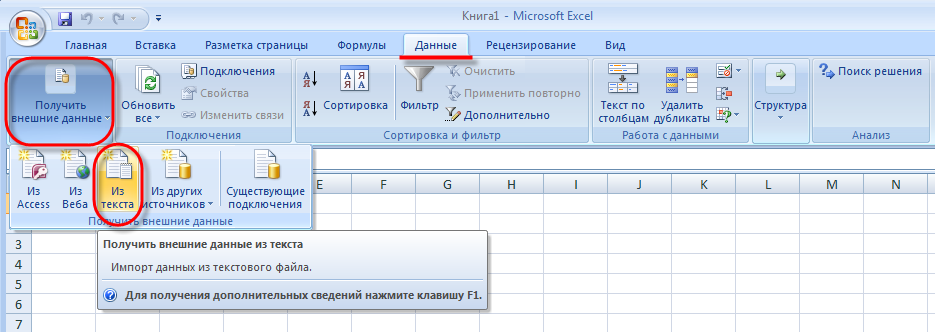 Книга1 - Microsoft Excel
Главная Вставка Разметка страницы Формулы Данные Рецензирование Вид
Получить
внешние данные
Обновить
все
Подключения
Свойства
Изменить связи
Подключения
Сортировка
Фильтр
Очистить
Применить повторно
Дополнительно
Сортировка и фильтр
Текст по
столбцам
Удалить
дубликаты
Работа с данными
Структура
Поиск решения
Анализ
Из
Access
Из
Веба
Из
текста
Из других
источников
Существующие
подключения
Получить внешние данные
E F G H I J K L M N
Получить внешние данные из текста
Импорт данных из текстового файла.
Для получения дополнительных сведений нажмите клавишу F1.
3
4
5
6
7